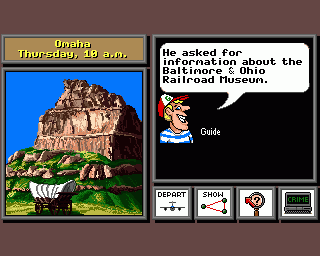 Omaha
Thursday, 10 a.m.
He asked for
information about the
Baltimore & Ohio
Railroad Museum.
Guide
DEPART
SHOW
CRIME